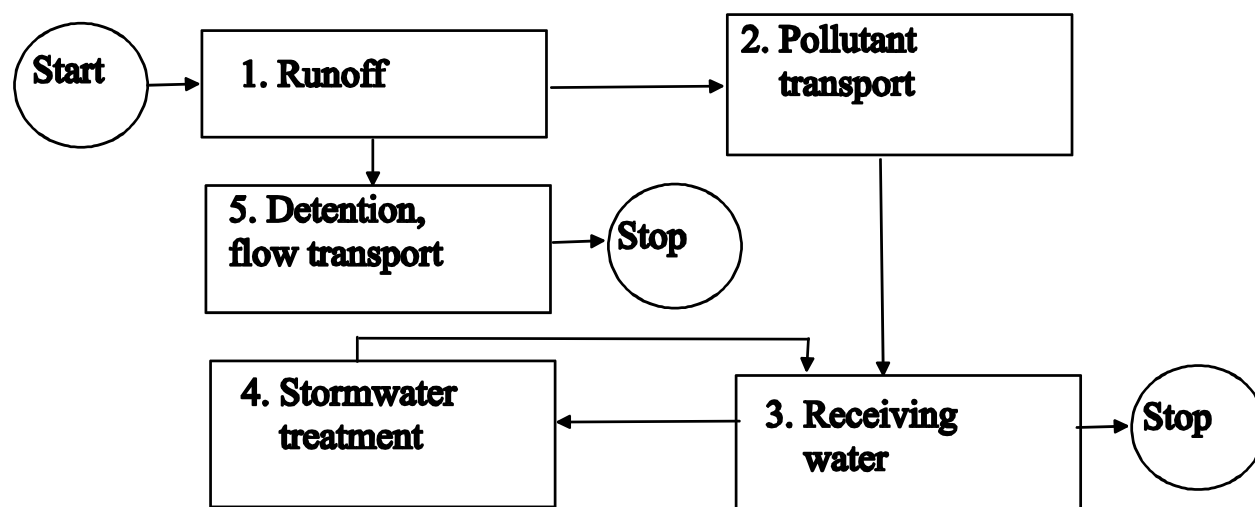 Start
1. Runoff
2. Pollutant
transport
5. Detention,
flow transport
Stop
4. Stormwater
treatment
3. Receiving
water
Stop